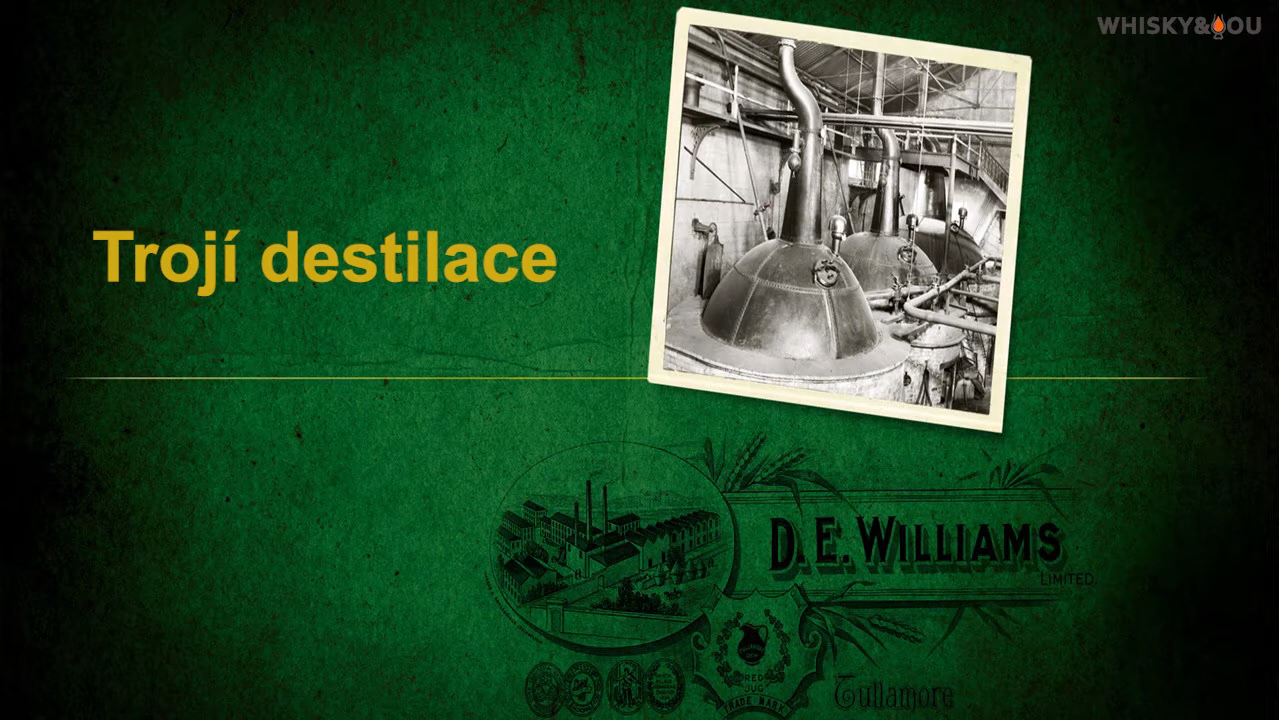 WHISKY&YOU
Trojí destilace
D. E. WILLIAMS
LIMITED.
RED
JUG
TRADE MARK
Tullamore